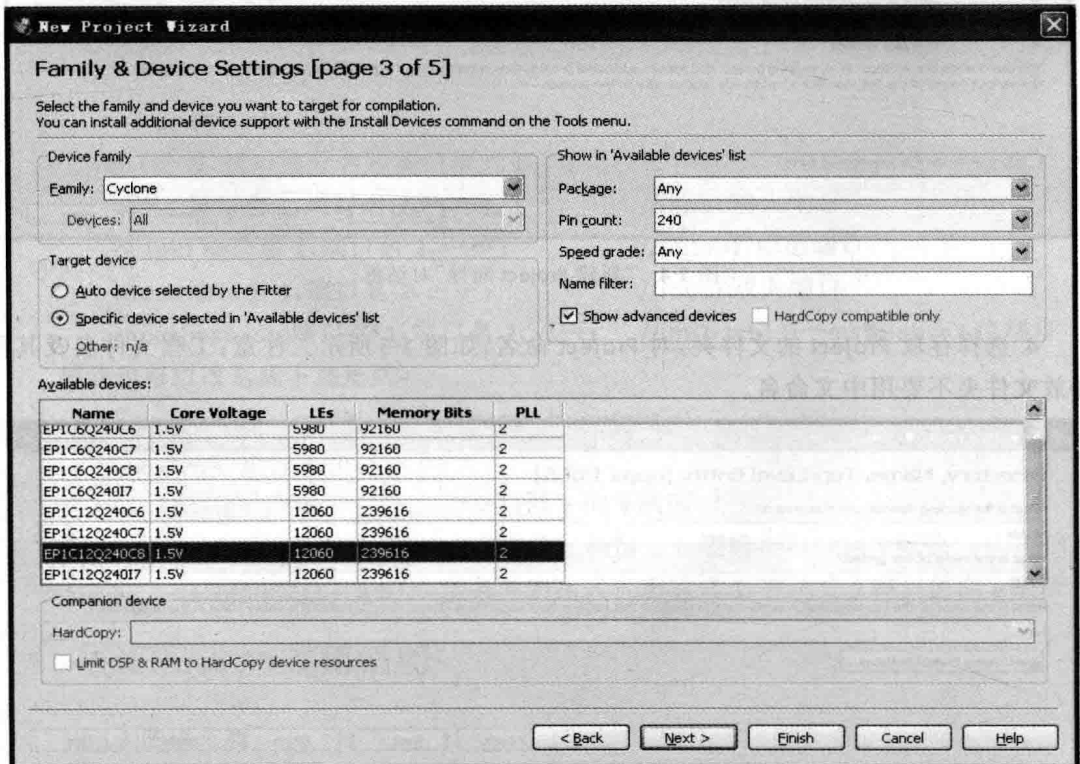 New Project Wizard
Family & Device Settings [page 3 of 5]
Select the family and device you want to target for compilation.
You can install additional device support with the Install Devices command on the Tools menu.
Device family
Family: Cyclone
Devices: All
Show in 'Available devices' list
Package: Any
Pin count: 240
Speed grade: Any
Name filter:
Show advanced devices HardCopy compatible only
Target device
Auto device selected by the Fitter
Specific device selected in 'Available devices' list
Other: n/a
Available devices:
Name Core Voltage LEs Memory Bits PLL
EP1C6Q240C6 1.5V 5980 92160 2
EP1C6Q240C7 1.5V 5980 92160 2
EP1C6Q240C8 1.5V 5980 92160 2
EP1C6Q240I7 1.5V 5980 92160 2
EP1C12Q240C6 1.5V 12060 239616 2
EP1C12Q240C7 1.5V 12060 239616 2
EP1C12Q240C8 1.5V 12060 239616 2
EP1C12Q240I7 1.5V 12060 239616 2
Companion device
HardCopy:
Limit DSP & RAM to HardCopy device resources
< Back Next > Finish Cancel Help